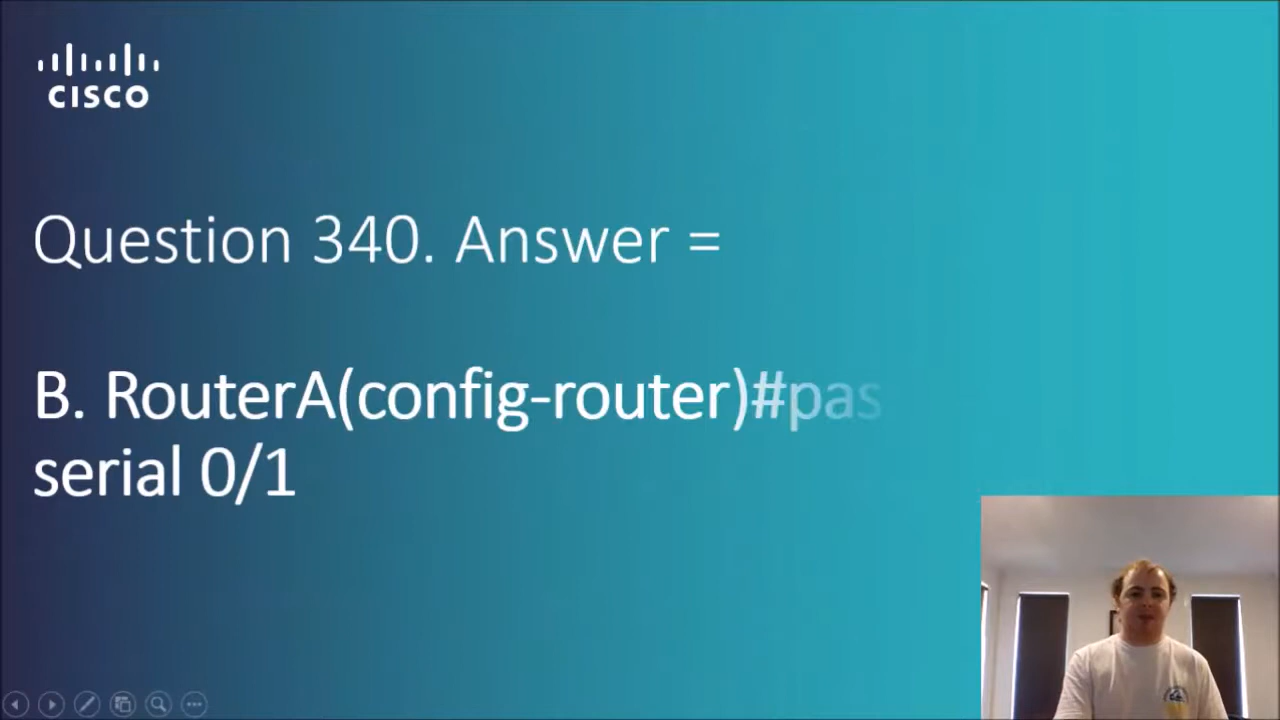 CISCO
Question 340. Answer =
B. RouterA(config-router)#pas
serial 0/1